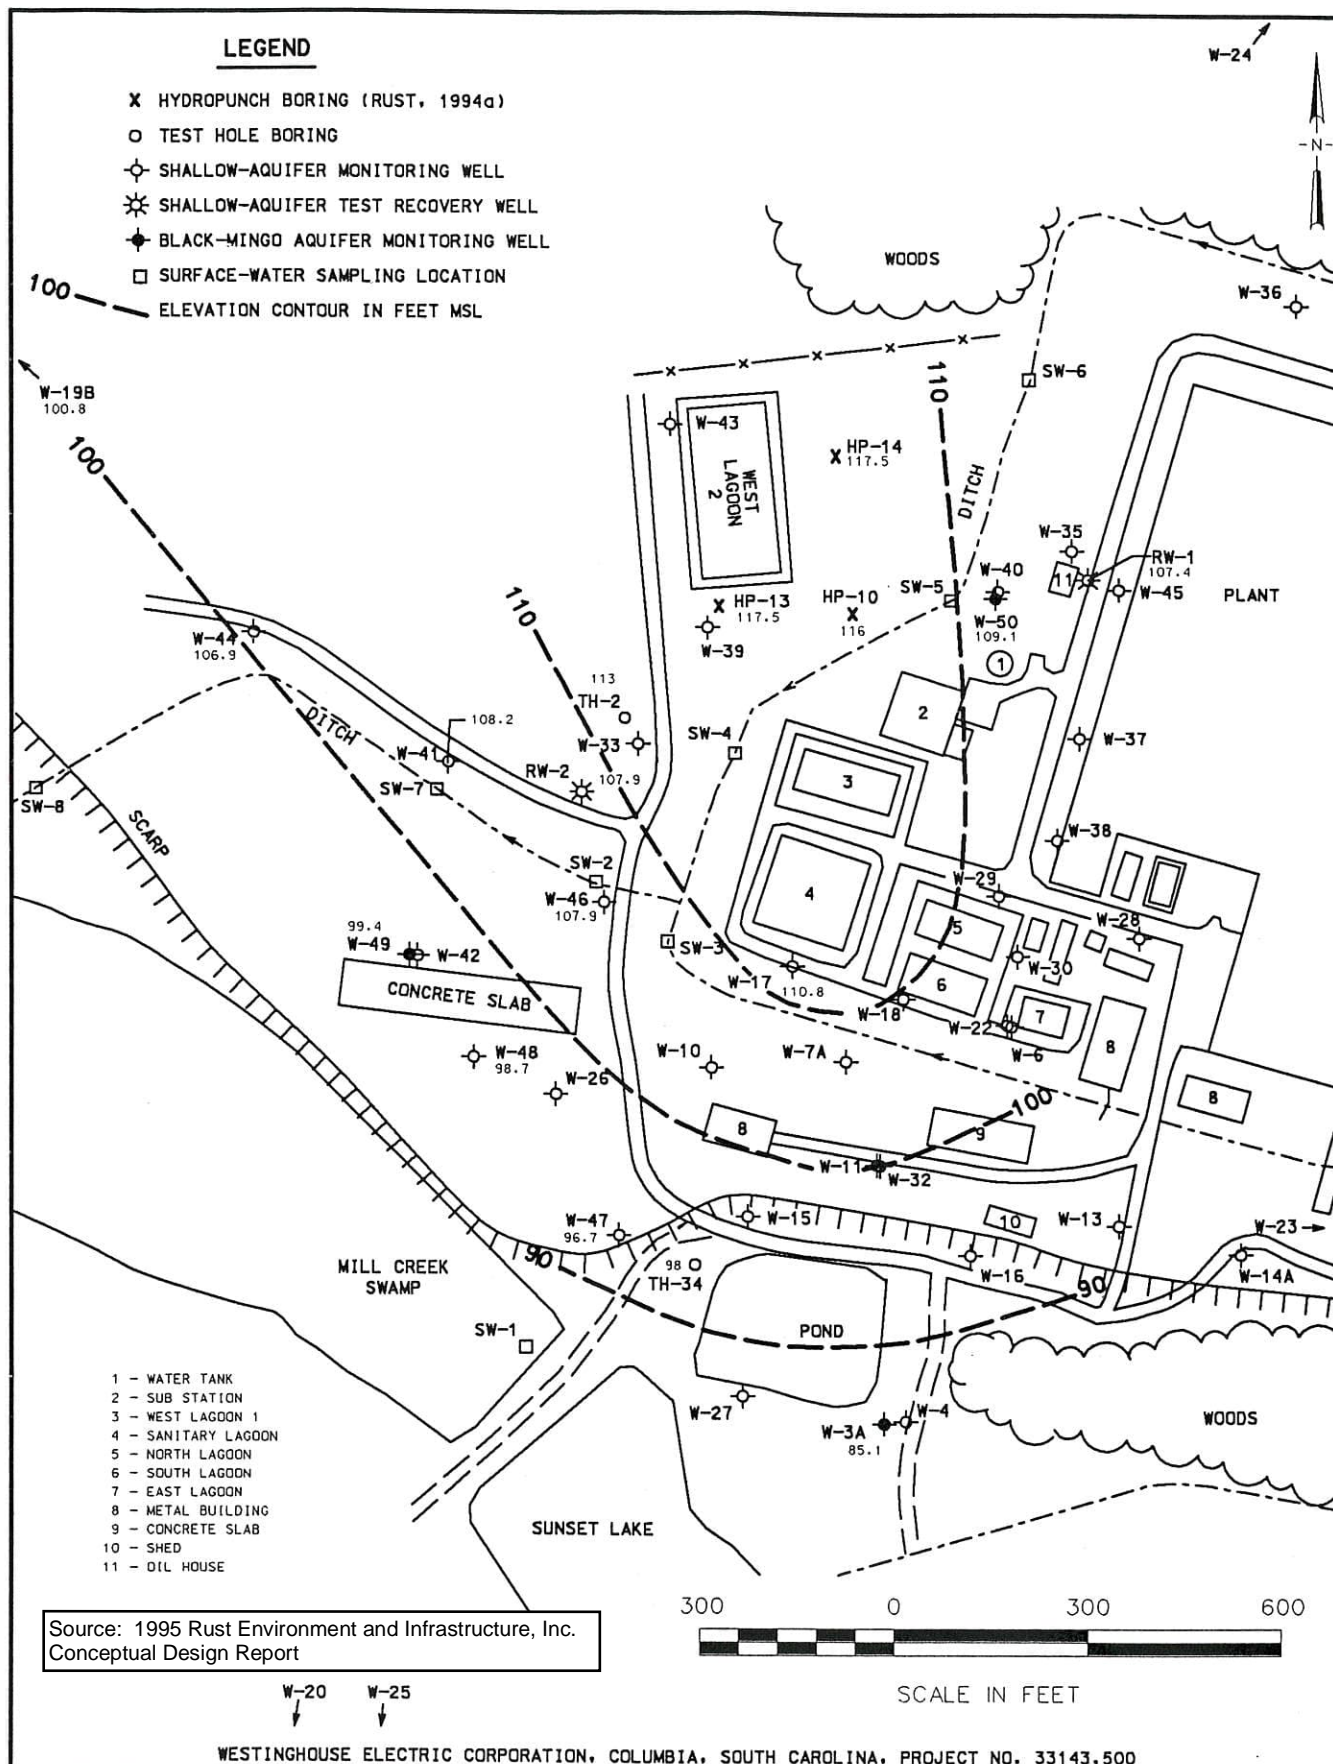 LEGEND
X HYDROPUNCH BORING (RUST, 1994a)
TEST HOLE BORING
SHALLOW-AQUIFER MONITORING WELL
SHALLOW-AQUIFER TEST RECOVERY WELL
BLACK-MINGO AQUIFER MONITORING WELL
SURFACE-WATER SAMPLING LOCATION
100 ELEVATION CONTOUR IN FEET MSL
W-24
-N-
WOODS
W-36
W-19B
100.8
100
110
SW-6
W-43
WEST
LAGOON
2
HP-14
X 117.5
DITCH
W-35
RW-1
107.4
11
W-40
SW-5
W-45
PLANT
W-50
109.1
1
HP-10
X
116
X HP-13
117.5
W-39
110
W-44
106.9
113
TH-2
W-33
DITCH
108.2
W-41
RW-2
107.9
SW-7
SW-8
SCARP
SW-4
2
3
4
5
6
7
8
W-37
W-38
W-29
W-28
W-30
SW-2
W-46
107.9
SW-3
W-17
110.8
W-18
W-22
W-6
99.4
W-49
W-42
CONCRETE SLAB
W-48
98.7
W-26
W-10
W-7A
8
8
9
100
W-11
W-32
W-47
96.7
W-15
10
W-13
W-23
W-16
W-14A
90
98
TH-34
90
MILL CREEK
SWAMP
SW-1
POND
W-27
W-3A
85.1
W-4
WOODS
SUNSET LAKE
1 - WATER TANK
2 - SUB STATION
3 - WEST LAGOON 1
4 - SANITARY LAGOON
5 - NORTH LAGOON
6 - SOUTH LAGOON
7 - EAST LAGOON
8 - METAL BUILDING
9 - CONCRETE SLAB
10 - SHED
11 - OIL HOUSE
Source: 1995 Rust Environment and Infrastructure, Inc.
Conceptual Design Report
300 0 300 600
SCALE IN FEET
W-20 W-25
WESTINGHOUSE ELECTRIC CORPORATION, COLUMBIA, SOUTH CAROLINA, PROJECT NO. 33143.500